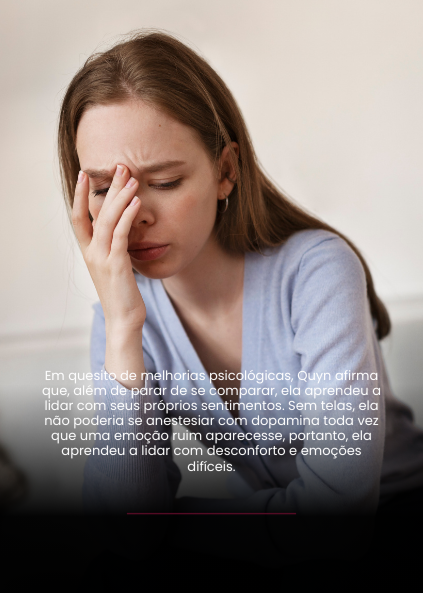 Em quesito de melhorias psicológicas, Quyn afirma
que, além de parar de se comparar, ela aprendeu a
lidar com seus próprios sentimentos. Sem telas, ela
não poderia se anestesiar com dopamina toda vez
que uma emoção ruim aparecesse, portanto, ela
aprendeu a lidar com desconforto e emoções
difíceis.